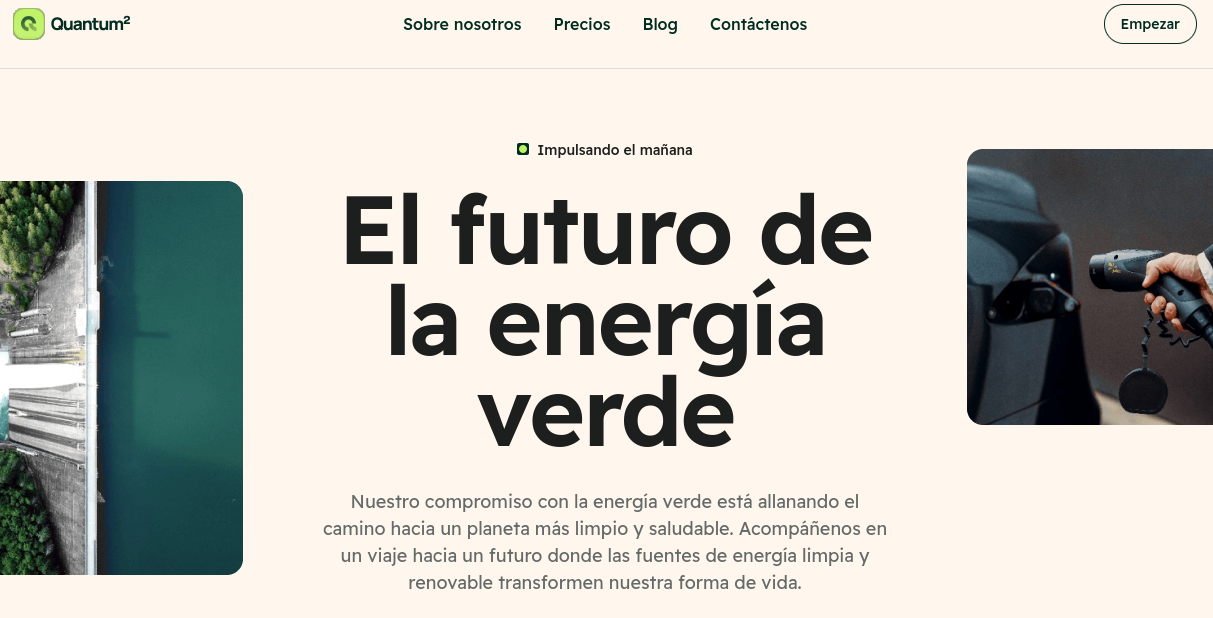 Quantum²
Sobre nosotros
Precios
Blog
Contáctenos
Empezar
Impulsando el mañana
El futuro de
la energía
verde
Nuestro compromiso con la energía verde está allanando el
camino hacia un planeta más limpio y saludable. Acompáñenos en
un viaje hacia un futuro donde las fuentes de energía limpia y
renovable transformen nuestra forma de vida.